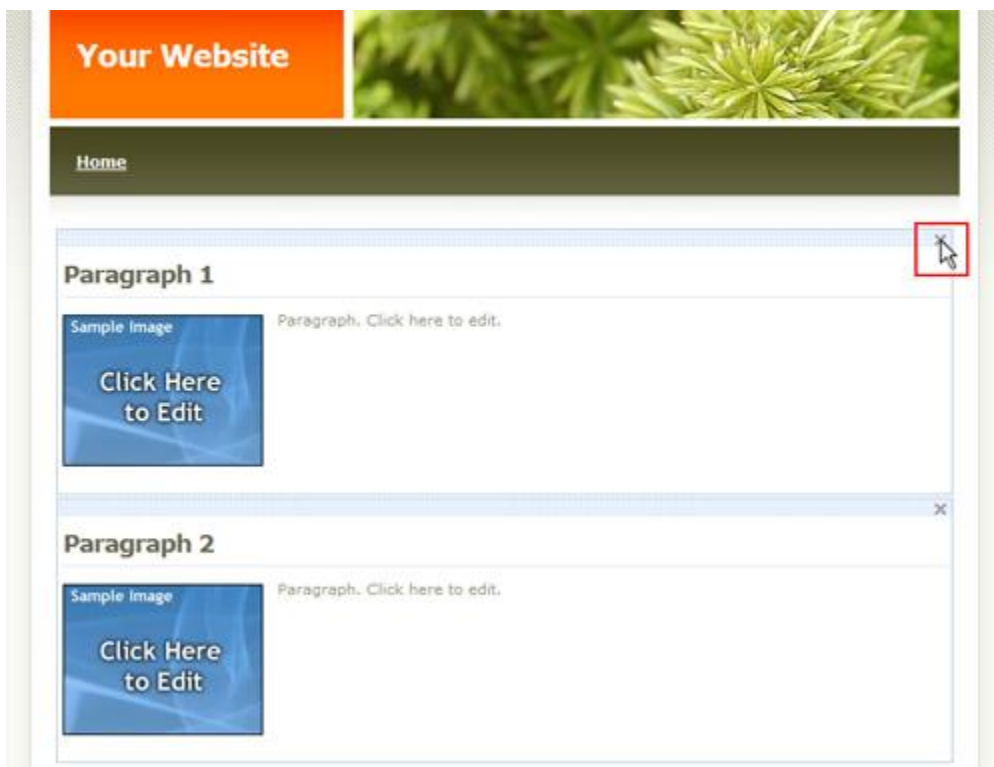 Your Website
Home
Paragraph 1
Sample Image
Click Here
to Edit
Paragraph. Click here to edit.
Paragraph 2
Sample Image
Click Here
to Edit
Paragraph. Click here to edit.